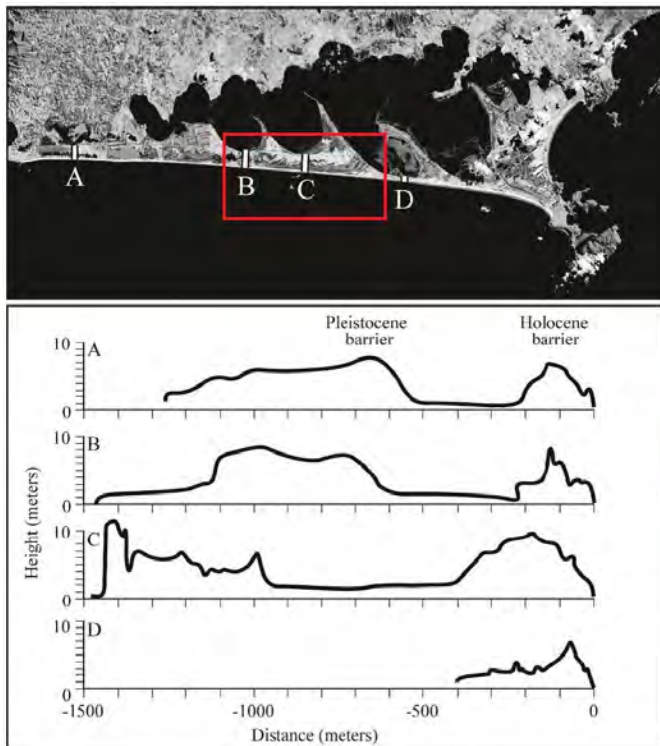 A
B
C
D
Pleistocene
barrier
Holocene
barrier
10
A
0
10
B
0
10
C
0
10
D
0
Height (meters)
-1500
-1000
-500
0
Distance (meters)